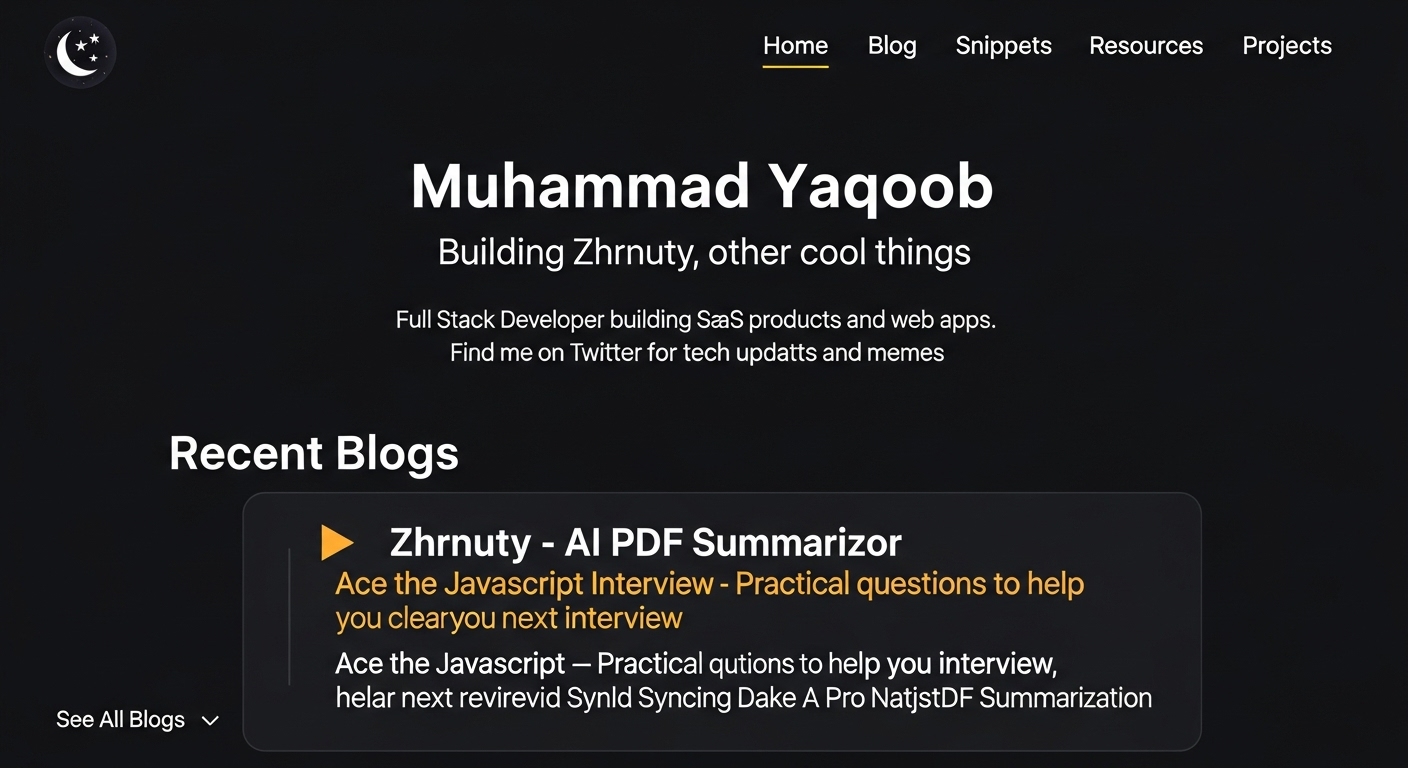 Home Blog Snippets Resources Projects
Muhammad Yaqoob
Building Zhrnuty, other cool things
Full Stack Developer building SaaS products and web apps.
Find me on Twitter for tech updatts and memes
Recent Blogs
Zhrnuty - AI PDF Summarizor
Ace the Javascript Interview - Practical questions to help
you clearyou next interview
Ace the Javascript — Practical qutions to help you interview,
helar next revirevid Synld Syncing Dake A Pro NatjstDF Summarization
See All Blogs